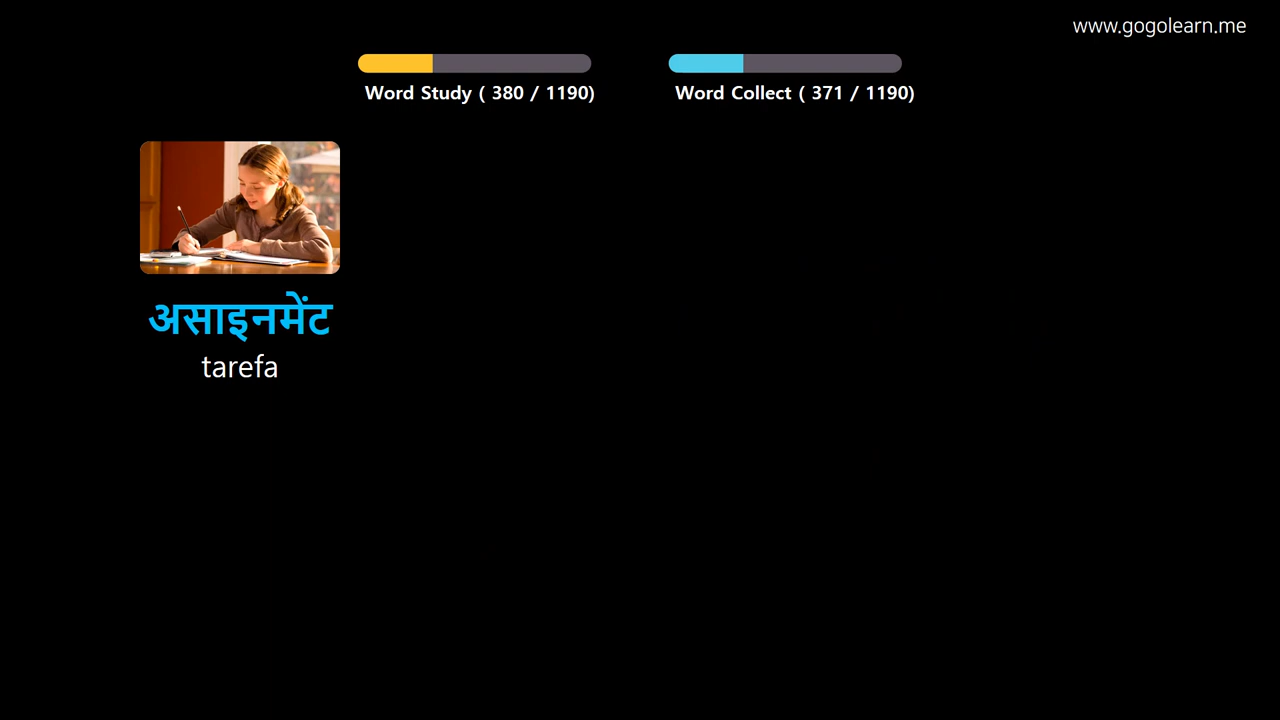 www.gogolearn.me
Word Study ( 380 / 1190)
Word Collect ( 371 / 1190)
असाइनमेंट
tarefa